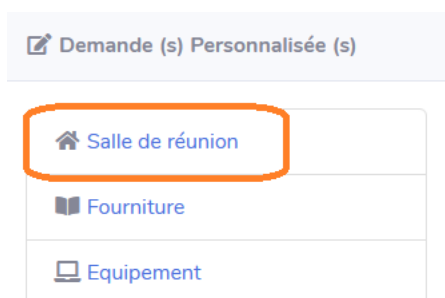 Demande (s) Personnalisée (s)
Salle de réunion
Fourniture
Equipement